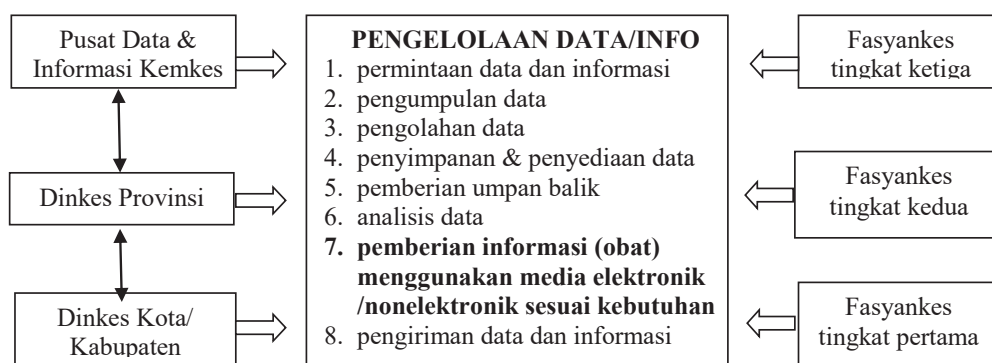 Pusat Data &
Informasi Kemkes
Dinkes Provinsi
Dinkes Kota/
Kabupaten
PENGELOLAAN DATA/INFO
1. permintaan data dan informasi
2. pengumpulan data
3. pengolahan data
4. penyimpanan & penyediaan data
5. pemberian umpan balik
6. analisis data
7. pemberian informasi (obat)
menggunakan media elektronik
/nonelektronik sesuai kebutuhan
8. pengiriman data dan informasi
Fasyankes
tingkat ketiga
Fasyankes
tingkat kedua
Fasyankes
tingkat pertama